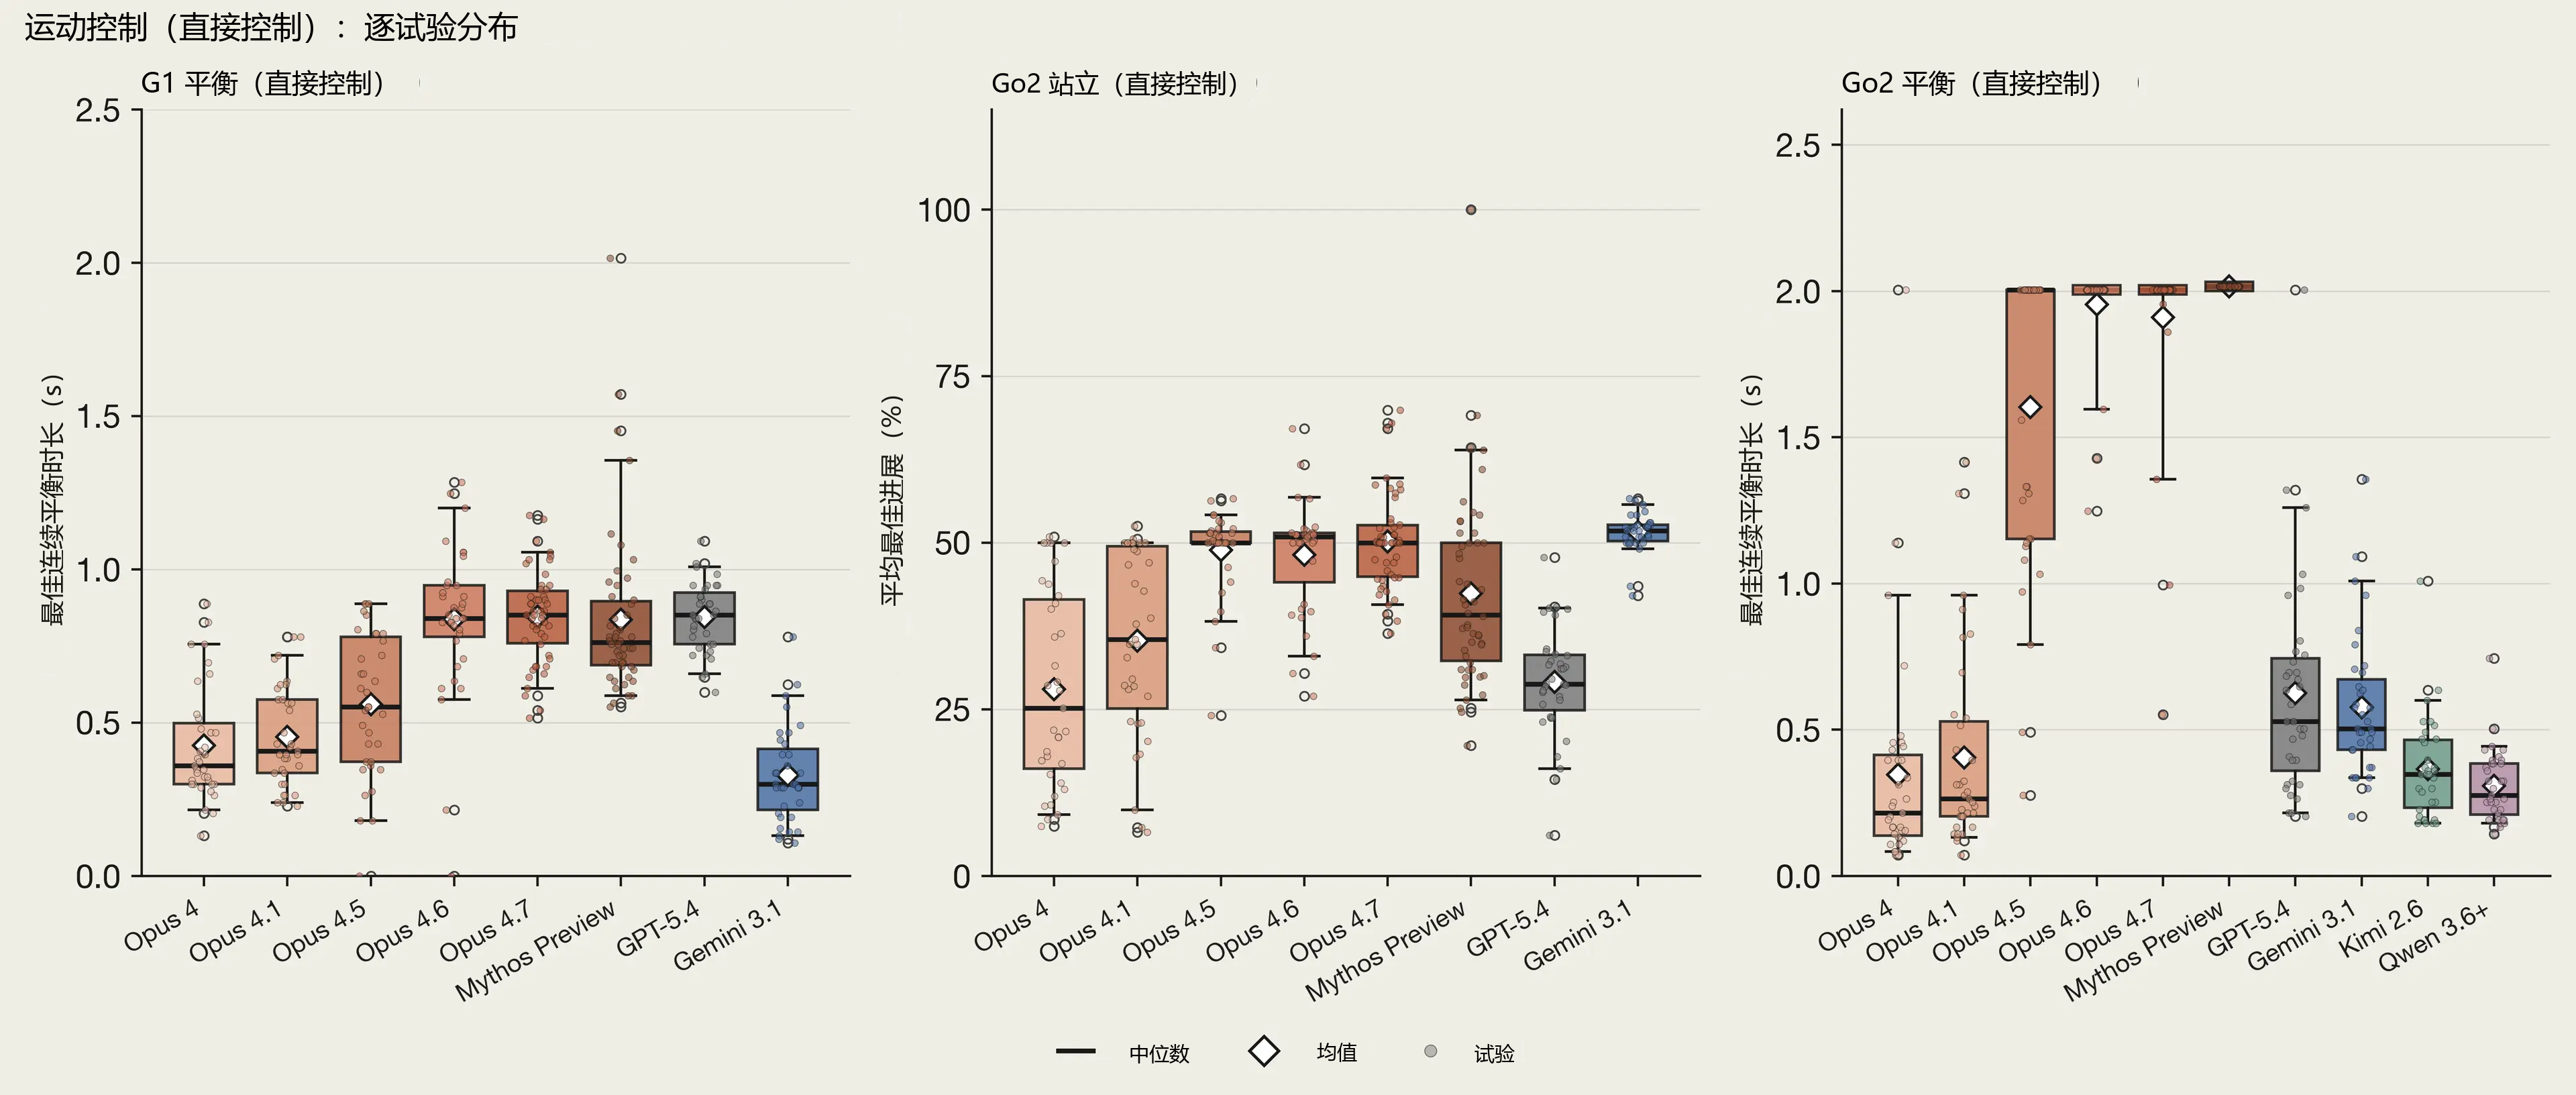 运动控制（直接控制）：逐试验分布
G1 平衡（直接控制）
最佳连续平衡时长（s）
2.5
2.0
1.5
1.0
0.5
0.0
Opus 4
Opus 4.1
Opus 4.5
Opus 4.6
Opus 4.7
Mythos Preview
GPT-5.4
Gemini 3.1
Go2 站立（直接控制）
平均最佳进展（%）
100
75
50
25
0
Opus 4
Opus 4.1
Opus 4.5
Opus 4.6
Opus 4.7
Mythos Preview
GPT-5.4
Gemini 3.1
Go2 平衡（直接控制）
最佳连续平衡时长（s）
2.5
2.0
1.5
1.0
0.5
0.0
Opus 4
Opus 4.1
Opus 4.5
Opus 4.6
Opus 4.7
Mythos Preview
GPT-5.4
Gemini 3.1
Kimi 2.6
Qwen 3.6+
中位数
均值
试验